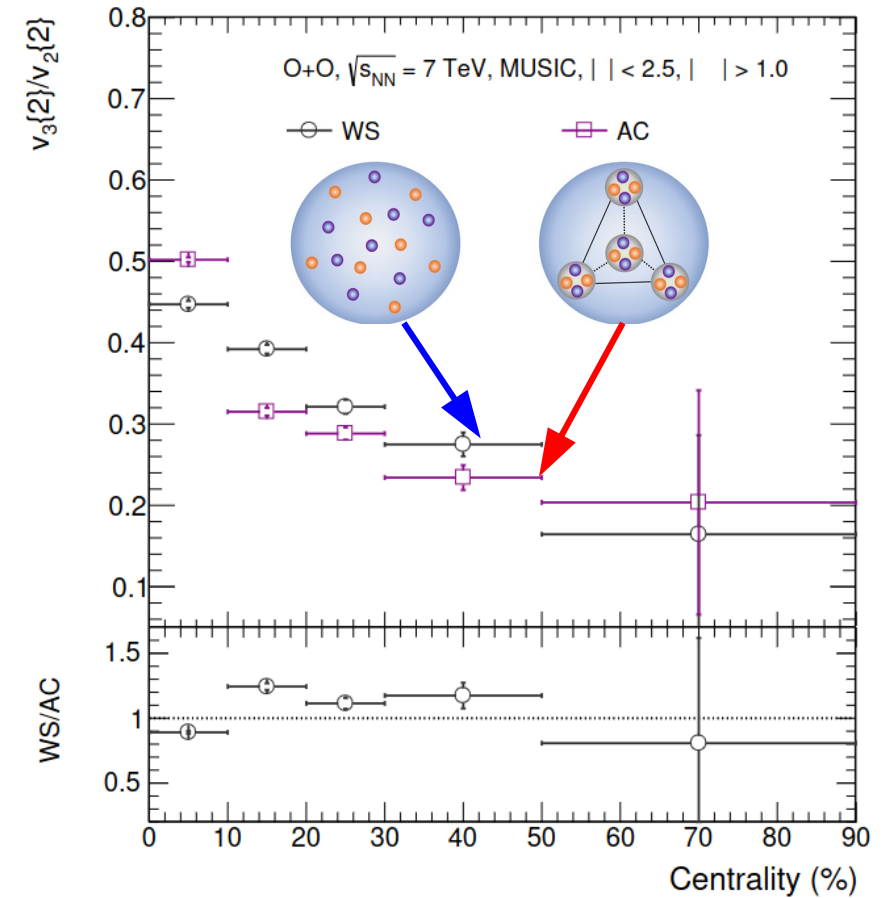 v3{2}/v2{2}
0.8
0.7
0.6
0.5
0.4
0.3
0.2
0.1
O+O, √sNN = 7 TeV, MUSIC, | | < 2.5, | | > 1.0
WS
AC
WS/AC
1.5
1
0.5
0 10 20 30 40 50 60 70 80 90
Centrality (%)